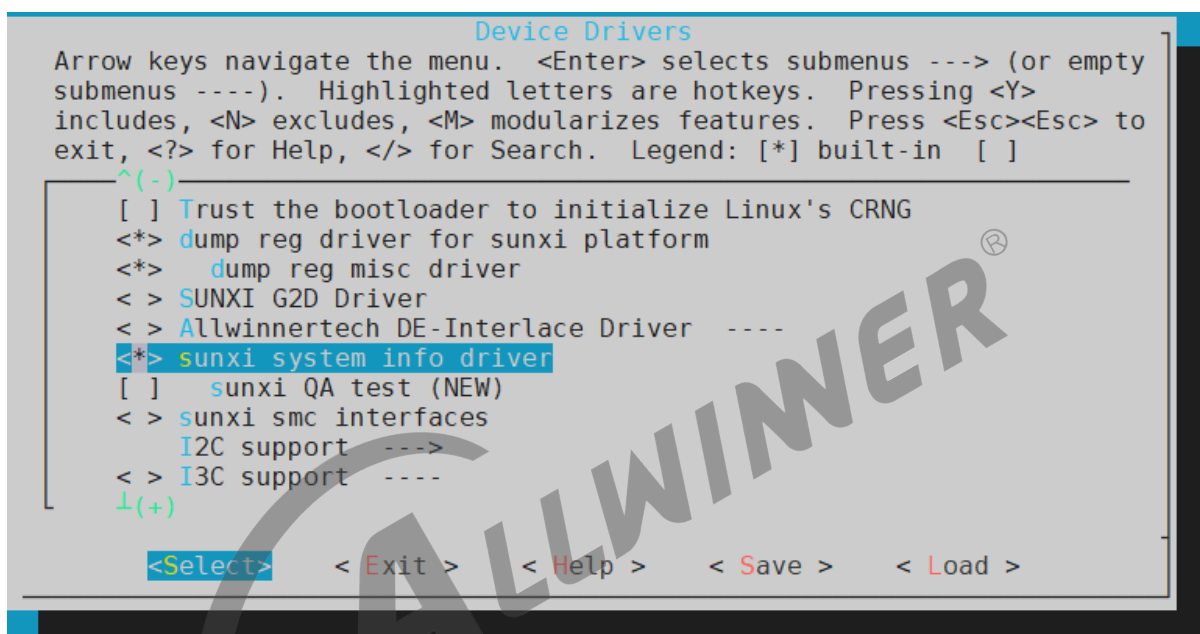 Device Drivers
Arrow keys navigate the menu.  <Enter> selects submenus ---> (or empty
submenus ----).  Highlighted letters are hotkeys.  Pressing <Y>
includes, <N> excludes, <M> modularizes features.  Press <Esc><Esc> to
exit, <?> for Help, </> for Search.  Legend: [*] built-in  [ ]
^(-)
[ ] Trust the bootloader to initialize Linux's CRNG
<*> dump reg driver for sunxi platform
<*>   dump reg misc driver
< > SUNXI G2D Driver
< > Allwinnertech DE-Interlace Driver  ----
<*> sunxi system info driver
[ ]   sunxi QA test (NEW)
< > sunxi smc interfaces
I2C support  --->
< > I3C support  ----
┴(+)
<Select>    < Exit >    < Help >    < Save >    < Load >
ALLWINNER®